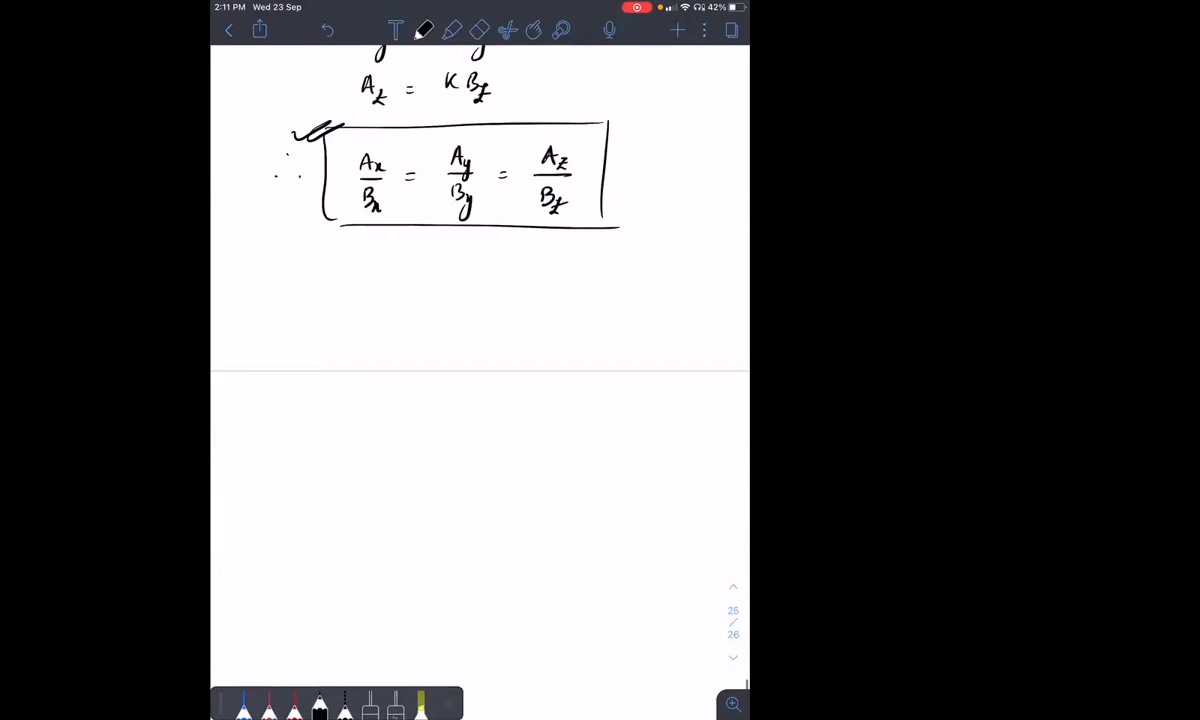 2:11 PM Wed 23 Sep 42%
T
y y
A_z = K B_z
∴ A_x/B_x = A_y/B_y = A_z/B_z
25
/
26